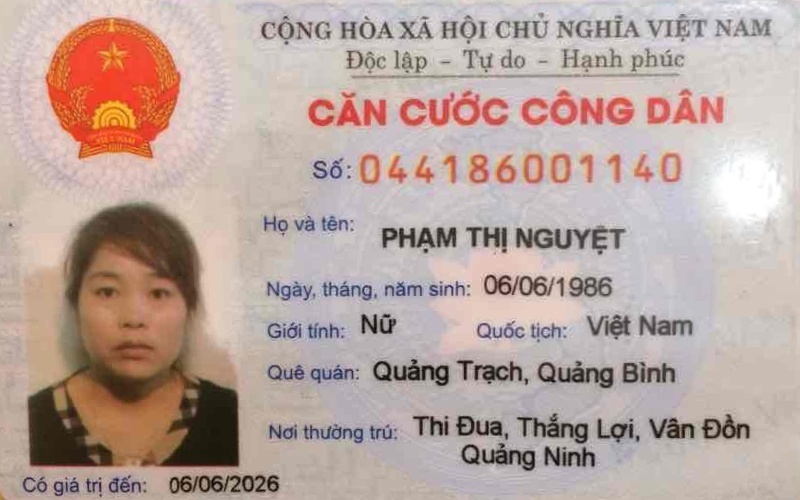 CỘNG HÒA XÃ HỘI CHỦ NGHĨA VIỆT NAM
Độc lập - Tự do - Hạnh phúc
CĂN CƯỚC CÔNG DÂN
Số: 044186001140
Họ và tên: PHẠM THỊ NGUYỆT
Ngày, tháng, năm sinh: 06/06/1986
Giới tính: Nữ Quốc tịch: Việt Nam
Quê quán: Quảng Trạch, Quảng Bình
Nơi thường trú: Thi Đua, Thắng Lợi, Vân Đồn
Quảng Ninh
Có giá trị đến: 06/06/2026
VIỆT NAM